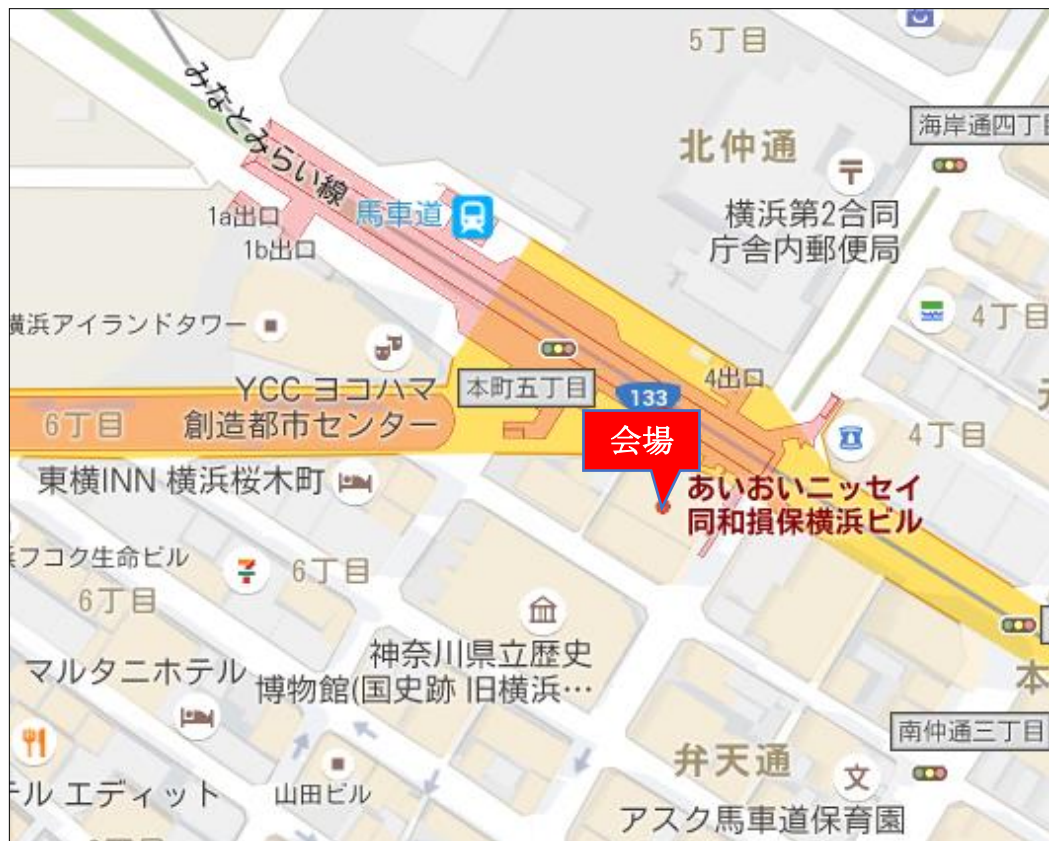 5丁目
みなとみらい線
海岸通四丁目
北仲通
1a出口
馬車道
横浜第2合同
庁舎内郵便局
1b出口
横浜アイランドタワー
4丁目
4出口
YCC ヨコハマ
創造都市センター
本町五丁目
133
6丁目
会場
4丁目
東横INN 横浜桜木町
あいおいニッセイ
同和損保横浜ビル
フコク生命ビル
6丁目
6丁目
神奈川県立歴史
博物館(国史跡 旧横浜…
マルタニホテル
本
南仲通三丁目
弁天通
文
テル エディット
山田ビル
アスク馬車道保育園